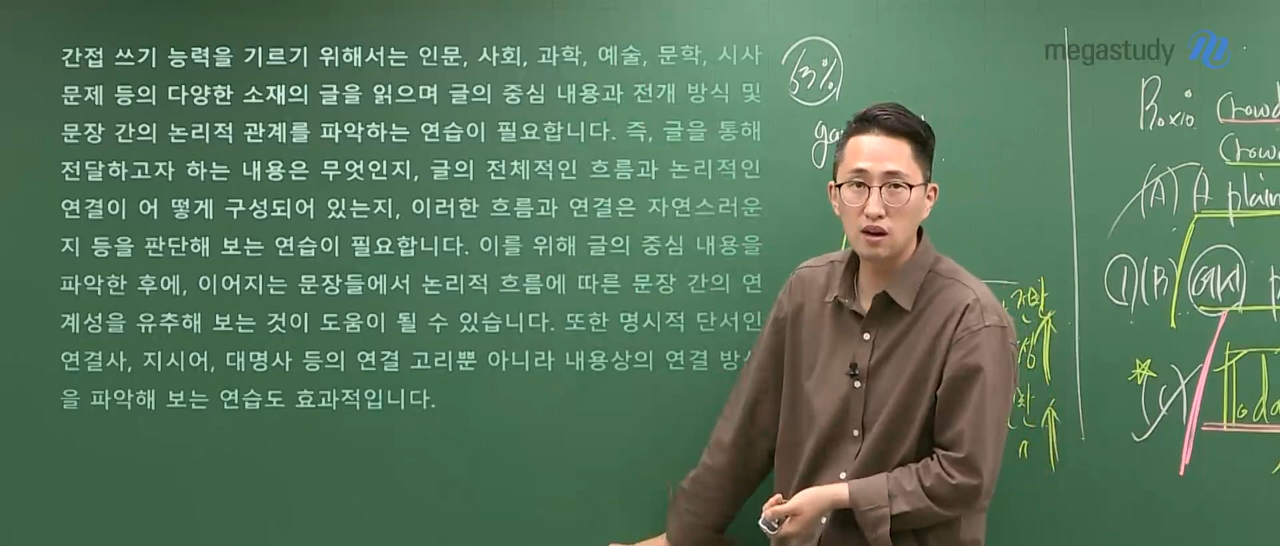 간접 쓰기 능력을 기르기 위해서는 인문, 사회, 과학, 예술, 문학, 시사
문제 등의 다양한 소재의 글을 읽으며 글의 중심 내용과 전개 방식 및
문장 간의 논리적 관계를 파악하는 연습이 필요합니다. 즉, 글을 통해
전달하고자 하는 내용은 무엇인지, 글의 전체적인 흐름과 논리적인
연결이 어 떻게 구성되어 있는지, 이러한 흐름과 연결은 자연스러운
지 등을 판단해 보는 연습이 필요합니다. 이를 위해 글의 중심 내용을
파악한 후에, 이어지는 문장들에서 논리적 흐름에 따른 문장 간의 연
계성을 유추해 보는 것이 도움이 될 수 있습니다. 또한 명시적 단서인
연결사, 지시어, 대명사 등의 연결 고리뿐 아니라 내용상의 연결 방식
을 파악해 보는 연습도 효과적입니다.
63%
megastudy
(A) A plain
①(B) 예시